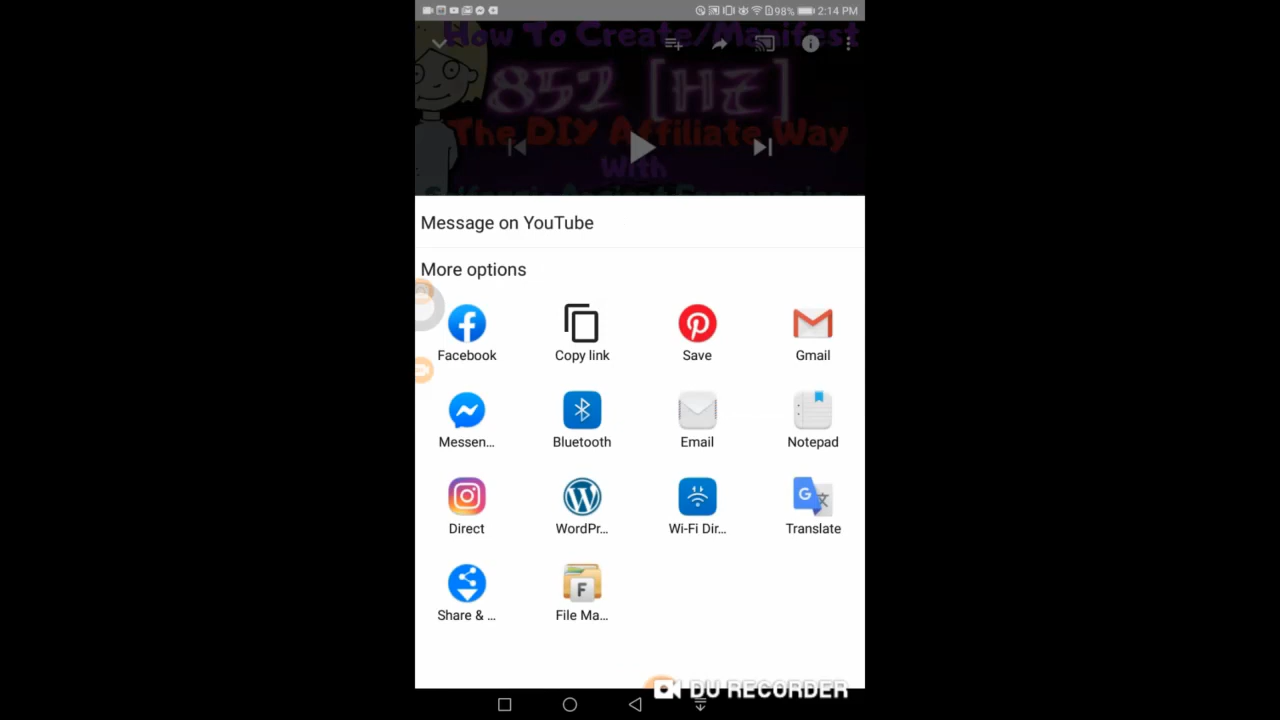 98% 2:14 PM
How To Create/Manifest
852 [HZ]
The DIY Affiliate Way
With
Message on YouTube
More options
Facebook Copy link Save Gmail
Messen... Bluetooth Email Notepad
Direct WordPr... Wi-Fi Dir... Translate
Share & ... File Ma...
DU RECORDER